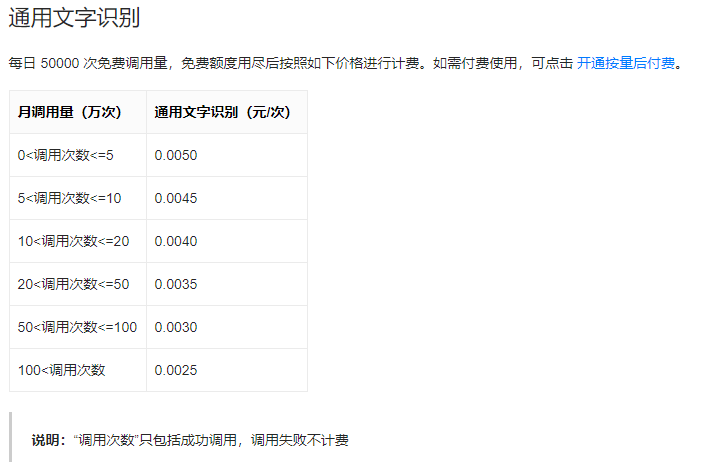 通用文字识别
每日 50000 次免费调用量，免费额度用尽后按照如下价格进行计费。如需付费使用，可点击 开通按量后付费。
月调用量（万次） 通用文字识别（元/次）
0<调用次数<=5 0.0050
5<调用次数<=10 0.0045
10<调用次数<=20 0.0040
20<调用次数<=50 0.0035
50<调用次数<=100 0.0030
100<调用次数 0.0025
说明：“调用次数”只包括成功调用，调用失败不计费